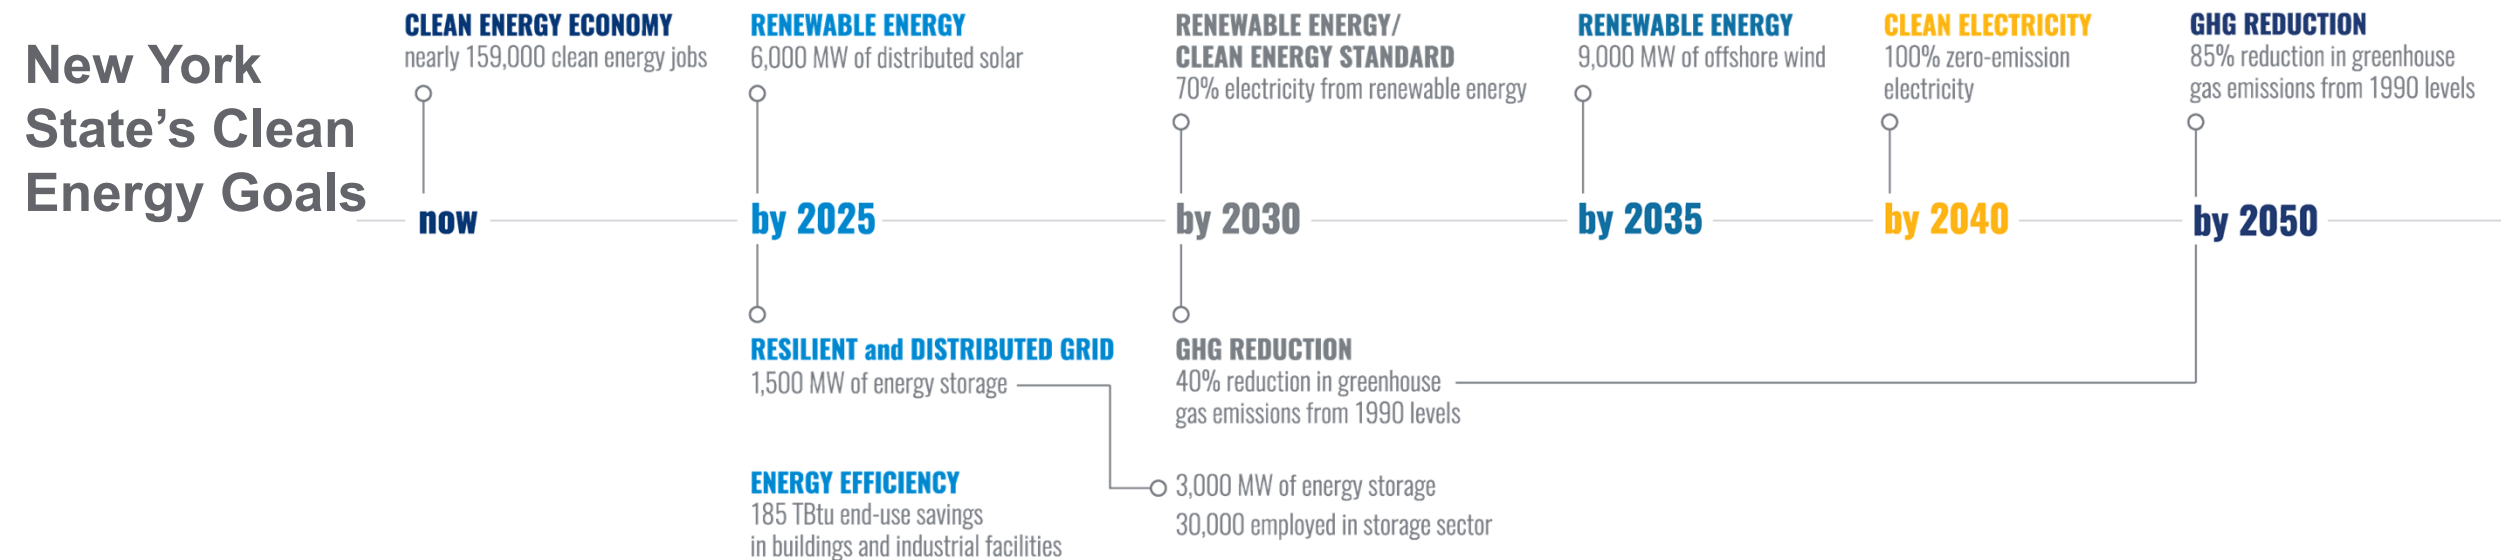 New York
State’s Clean
Energy Goals
CLEAN ENERGY ECONOMY
nearly 159,000 clean energy jobs
now
RENEWABLE ENERGY
6,000 MW of distributed solar
by 2025
RESILIENT and DISTRIBUTED GRID
1,500 MW of energy storage
ENERGY EFFICIENCY
185 TBtu end-use savings
in buildings and industrial facilities
RENEWABLE ENERGY/
CLEAN ENERGY STANDARD
70% electricity from renewable energy
by 2030
GHG REDUCTION
40% reduction in greenhouse
gas emissions from 1990 levels
3,000 MW of energy storage
30,000 employed in storage sector
RENEWABLE ENERGY
9,000 MW of offshore wind
by 2035
CLEAN ELECTRICITY
100% zero-emission
electricity
by 2040
GHG REDUCTION
85% reduction in greenhouse
gas emissions from 1990 levels
by 2050